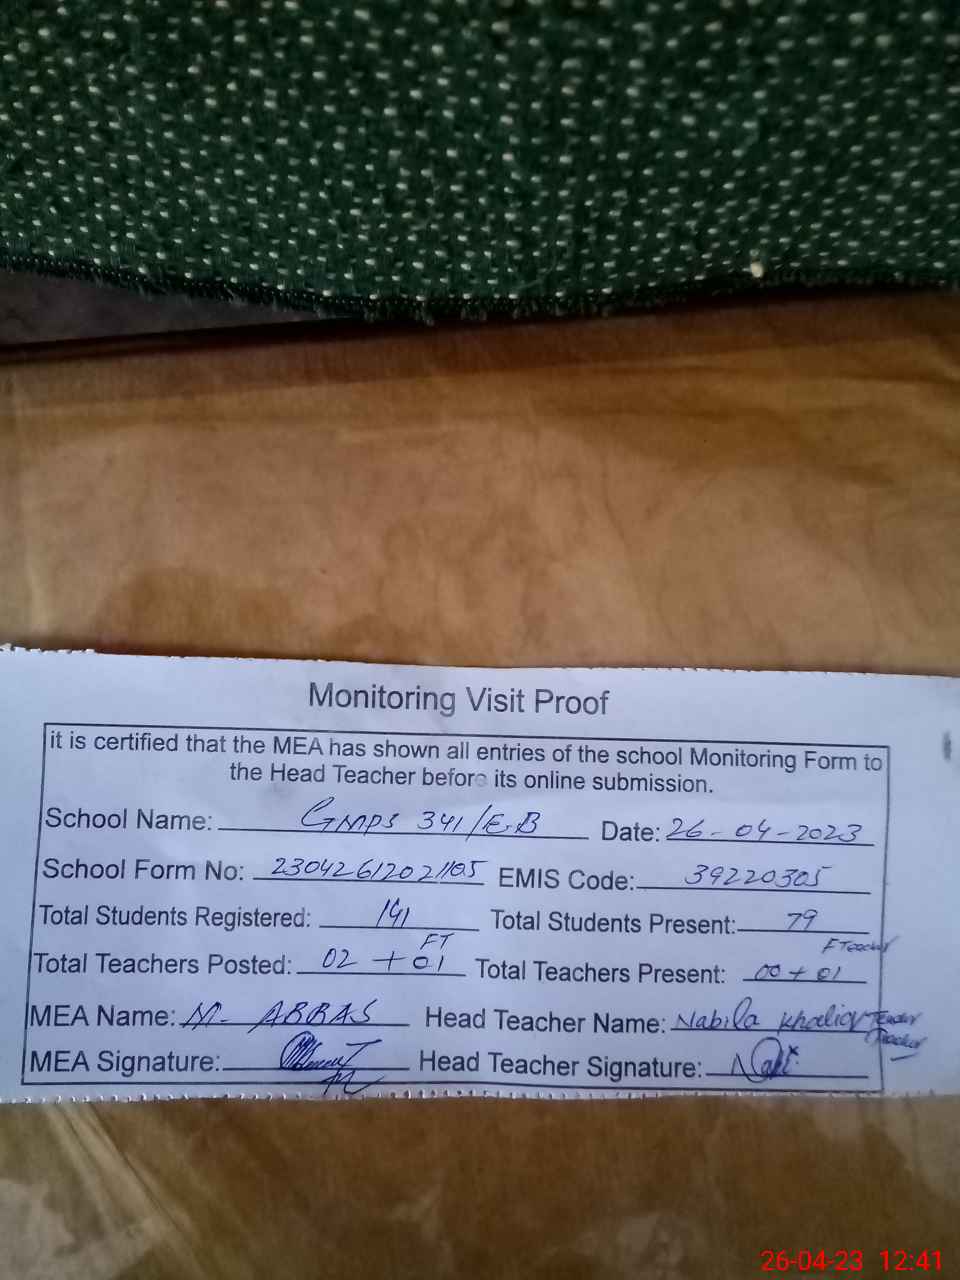 Monitoring Visit Proof
it is certified that the MEA has shown all entries of the school Monitoring Form to
the Head Teacher before its online submission.
School Name: GMPS 341/E.B Date: 26-04-2023
School Form No: 23042612021105 EMIS Code: 39220305
Total Students Registered: 141 Total Students Present: 79
FT F Teacher
Total Teachers Posted: 02 + 01 Total Teachers Present: 00 + 01
MEA Name: M. ABBAS Head Teacher Name: Nabila Khaliq
Teacher
MEA Signature: Head Teacher Signature:
26-04-23 12:41